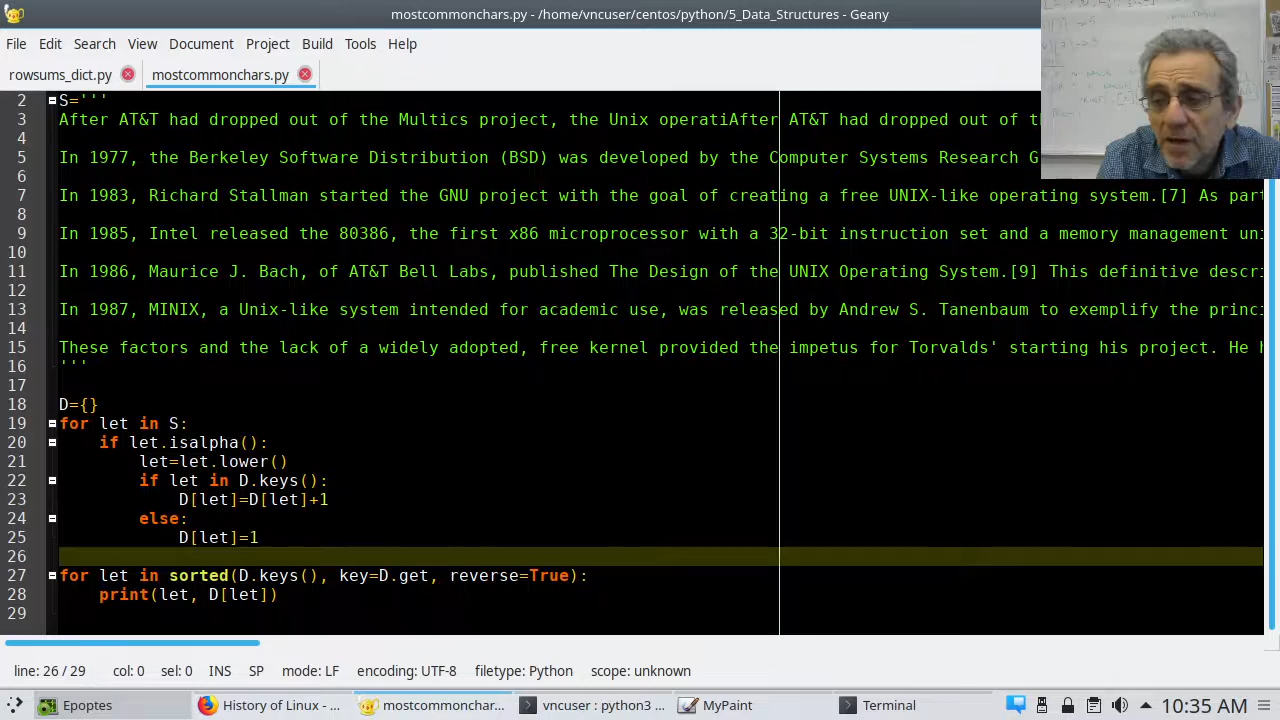 mostcommonchars.py - /home/vncuser/centos/python/5_Data_Structures - Geany
File Edit Search View Document Project Build Tools Help
rowsums_dict.py mostcommonchars.py
2 S='''
3 After AT&T had dropped out of the Multics project, the Unix operatiAfter AT&T had dropped out of th
4
5 In 1977, the Berkeley Software Distribution (BSD) was developed by the Computer Systems Research G
6
7 In 1983, Richard Stallman started the GNU project with the goal of creating a free UNIX-like operating system.[7] As part
8
9 In 1985, Intel released the 80386, the first x86 microprocessor with a 32-bit instruction set and a memory management uni
10
11 In 1986, Maurice J. Bach, of AT&T Bell Labs, published The Design of the UNIX Operating System.[9] This definitive descri
12
13 In 1987, MINIX, a Unix-like system intended for academic use, was released by Andrew S. Tanenbaum to exemplify the princi
14
15 These factors and the lack of a widely adopted, free kernel provided the impetus for Torvalds' starting his project. He h
16 '''
17
18 D={}
19 for let in S:
20 if let.isalpha():
21 let=let.lower()
22 if let in D.keys():
23 D[let]=D[let]+1
24 else:
25 D[let]=1
26
27 for let in sorted(D.keys(), key=D.get, reverse=True):
28 print(let, D[let])
29
line: 26 / 29 col: 0 sel: 0 INS SP mode: LF encoding: UTF-8 filetype: Python scope: unknown
Epoptes History of Linux - ... mostcommonchar... vncuser : python3 ... MyPaint Terminal 10:35 AM